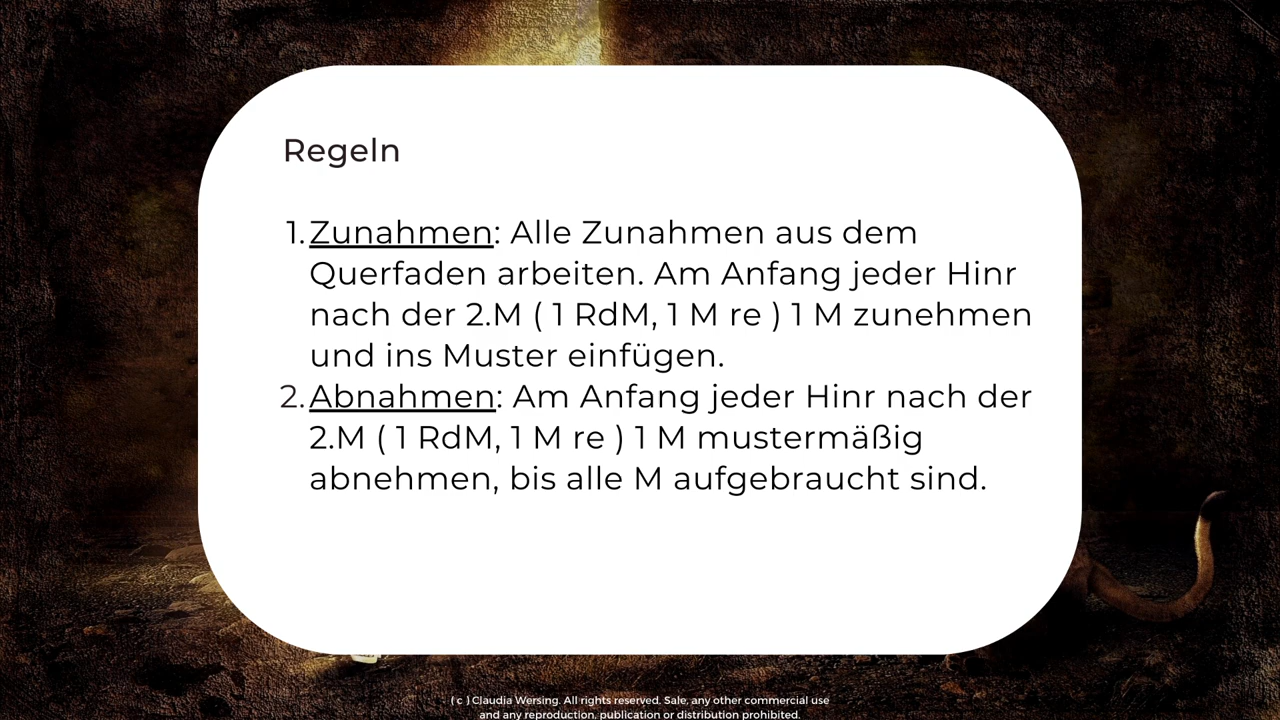 Regeln
1. Zunahmen: Alle Zunahmen aus dem
Querfaden arbeiten. Am Anfang jeder Hinr
nach der 2.M ( 1 RdM, 1 M re ) 1 M zunehmen
und ins Muster einfügen.
2. Abnahmen: Am Anfang jeder Hinr nach der
2.M ( 1 RdM, 1 M re ) 1 M mustermäßig
abnehmen, bis alle M aufgebraucht sind.
( c ) Claudia Wersing. All rights reserved. Sale, any other commercial use
and any reproduction, publication or distribution prohibited.